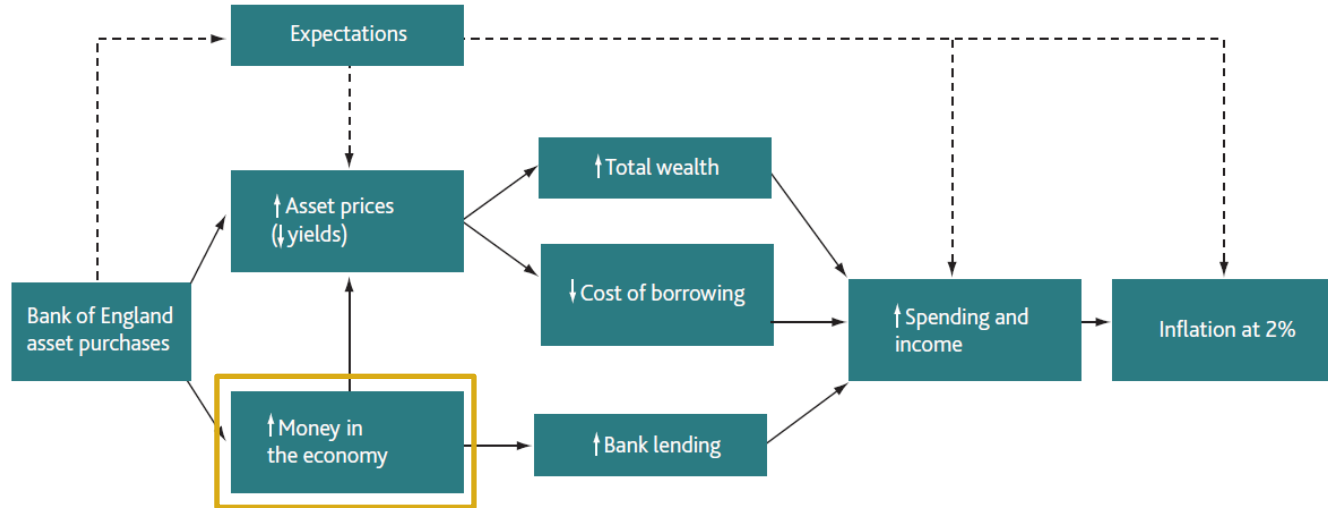 Expectations
↑Total wealth
↑Asset prices
(↓yields)
↓Cost of borrowing
Bank of England
asset purchases
↑Spending and
income
Inflation at 2%
↑Money in
the economy
↑Bank lending